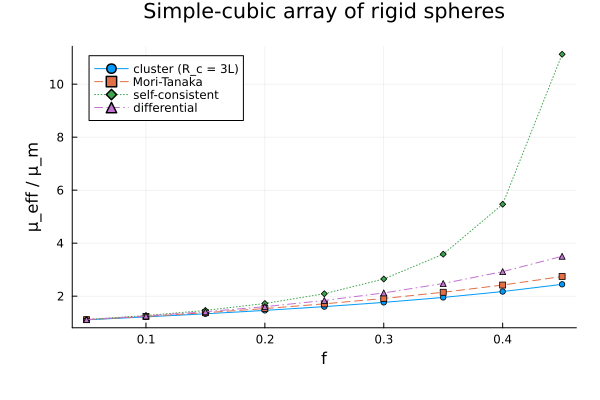 Simple-cubic array of rigid spheres
cluster (R_c = 3L)
Mori-Tanaka
self-consistent
differential
μ_eff / μ_m
10
8
6
4
2
0.1
0.2
0.3
0.4
f